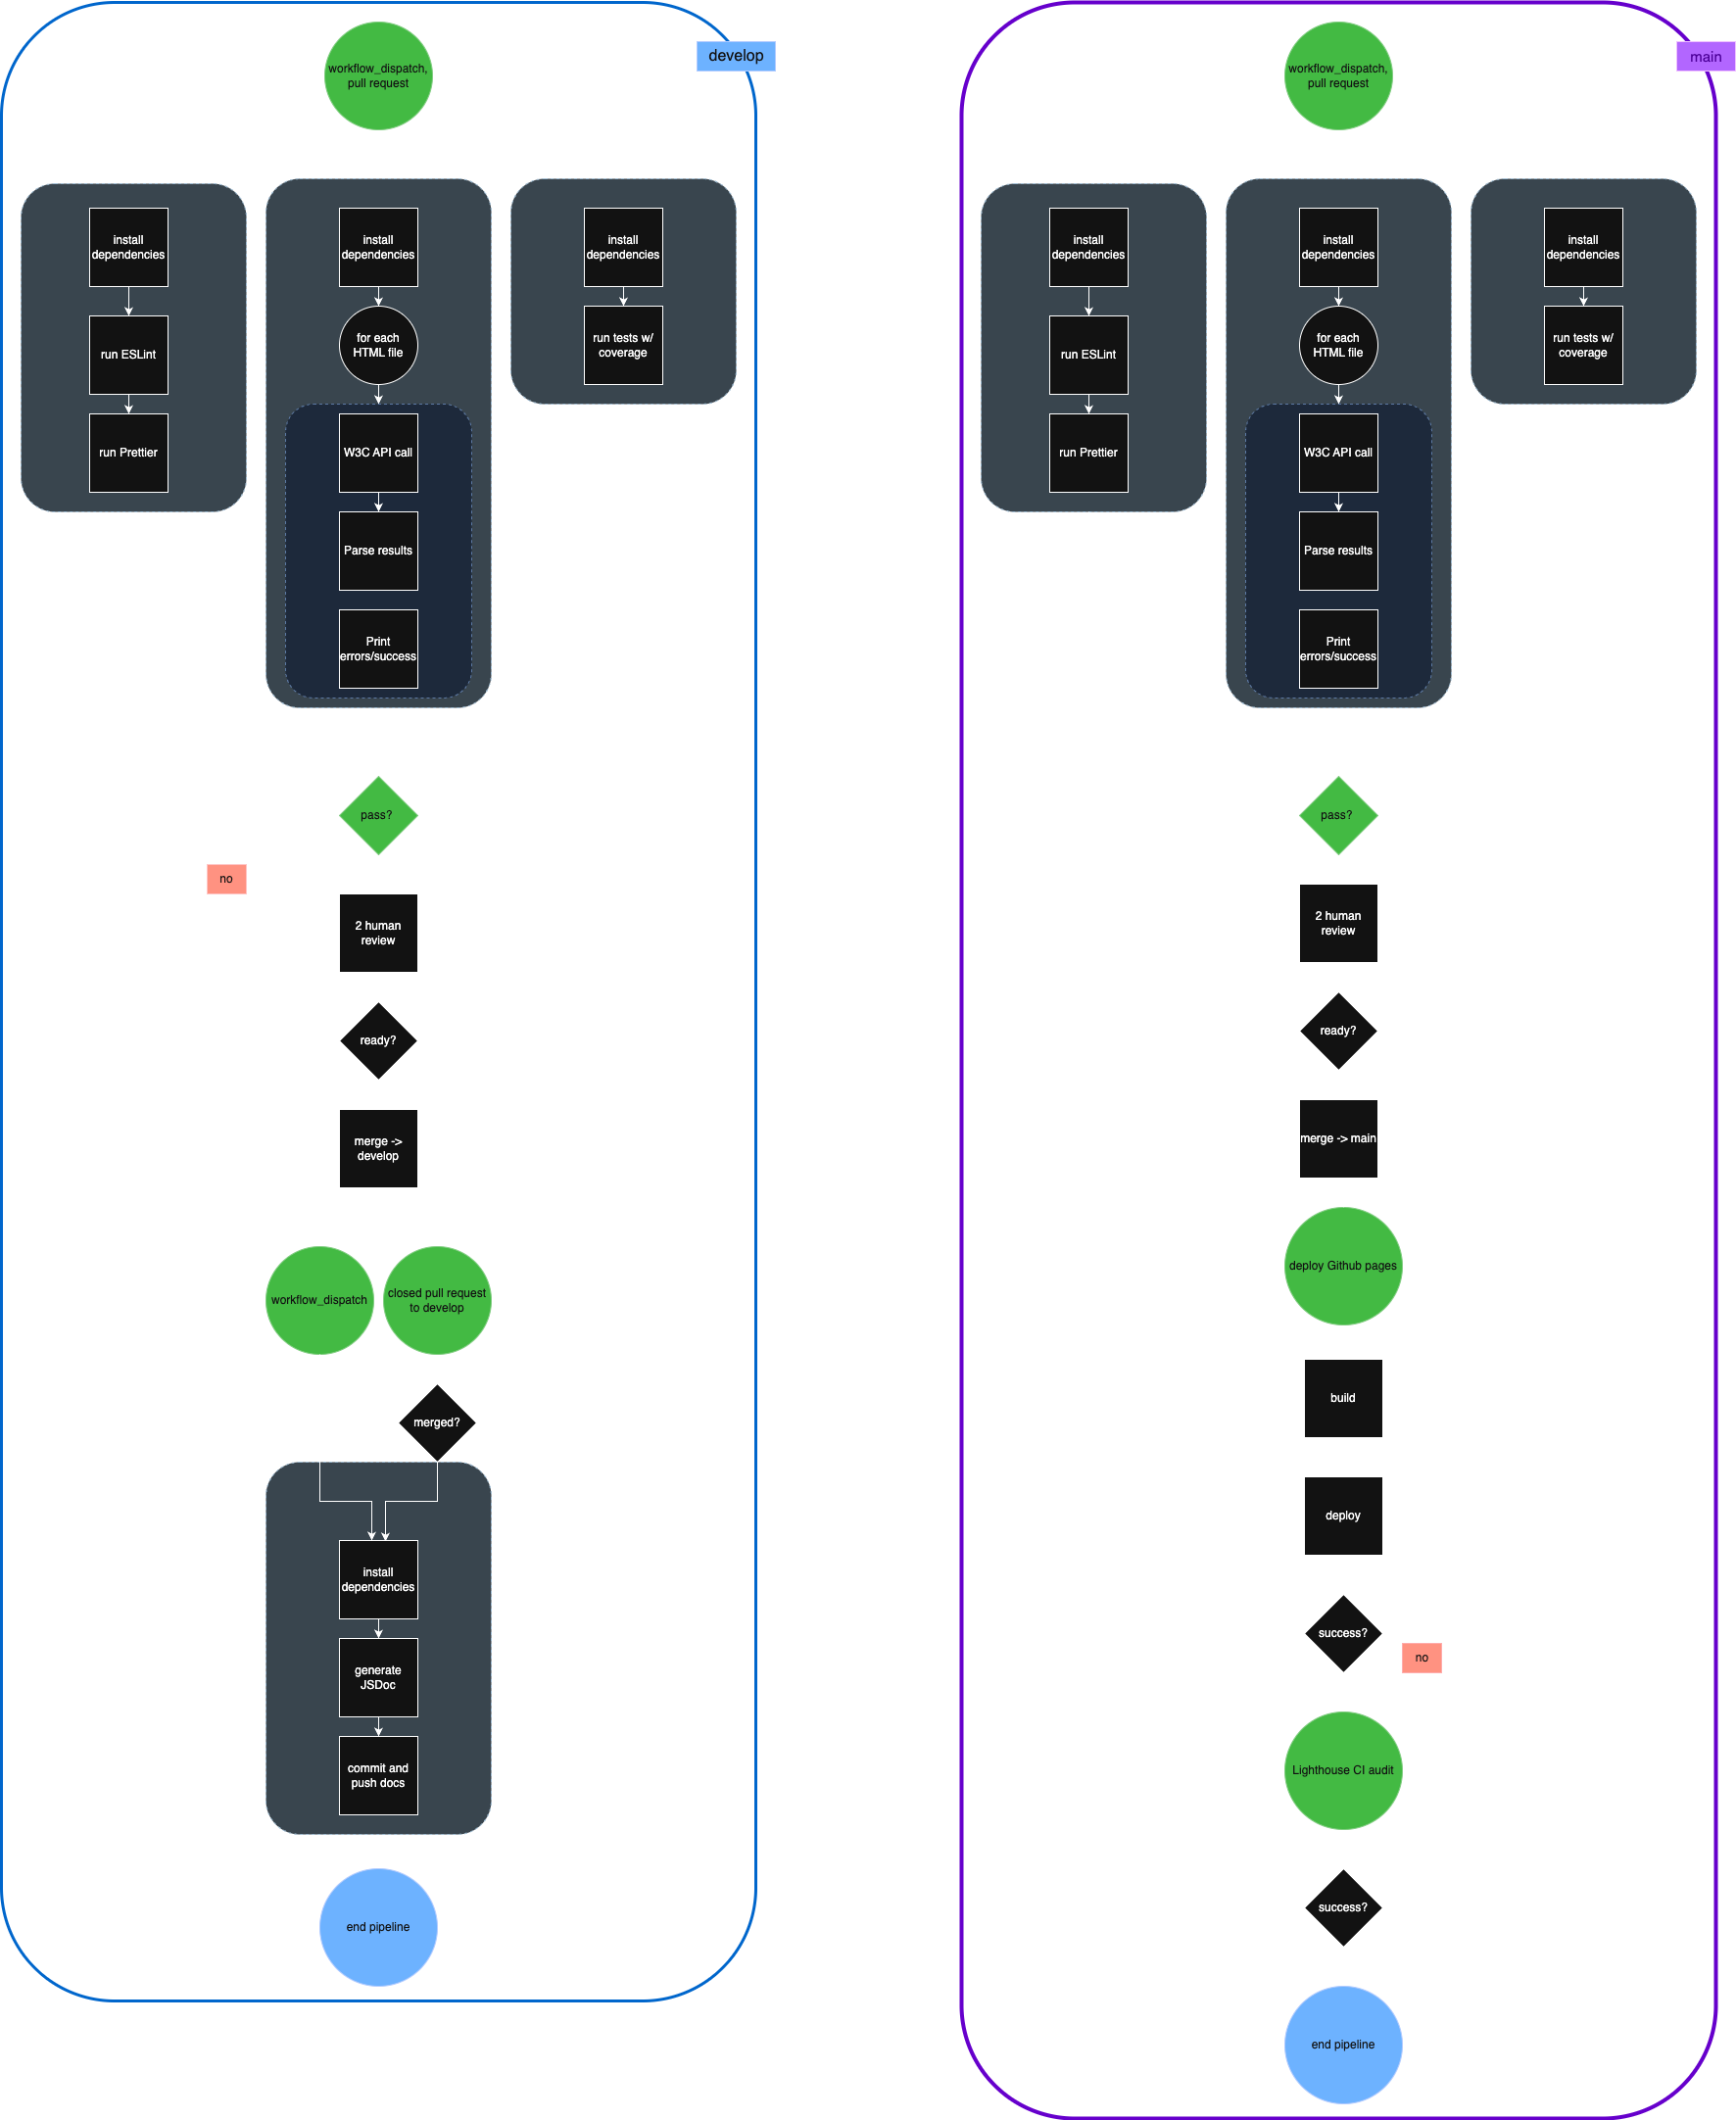 develop
workflow_dispatch,
pull request
install
dependencies
run ESLint
run Prettier
install
dependencies
for each
HTML file
W3C API call
Parse results
Print
errors/success
install
dependencies
run tests w/
coverage
pass?
no
2 human
review
ready?
merge ->
develop
workflow_dispatch
closed pull request
to develop
merged?
install
dependencies
generate
JSDoc
commit and
push docs
end pipeline
main
workflow_dispatch,
pull request
install
dependencies
run ESLint
run Prettier
install
dependencies
for each
HTML file
W3C API call
Parse results
Print
errors/success
install
dependencies
run tests w/
coverage
pass?
2 human
review
ready?
merge -> main
deploy Github pages
build
deploy
success?
no
Lighthouse CI audit
success?
end pipeline